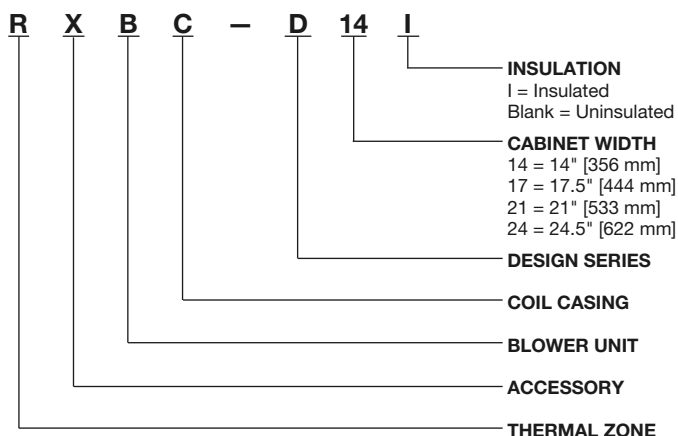 R X B C — D 14 I
INSULATION
I = Insulated
Blank = Uninsulated
CABINET WIDTH
14 = 14" [356 mm]
17 = 17.5" [444 mm]
21 = 21" [533 mm]
24 = 24.5" [622 mm]
DESIGN SERIES
COIL CASING
BLOWER UNIT
ACCESSORY
THERMAL ZONE